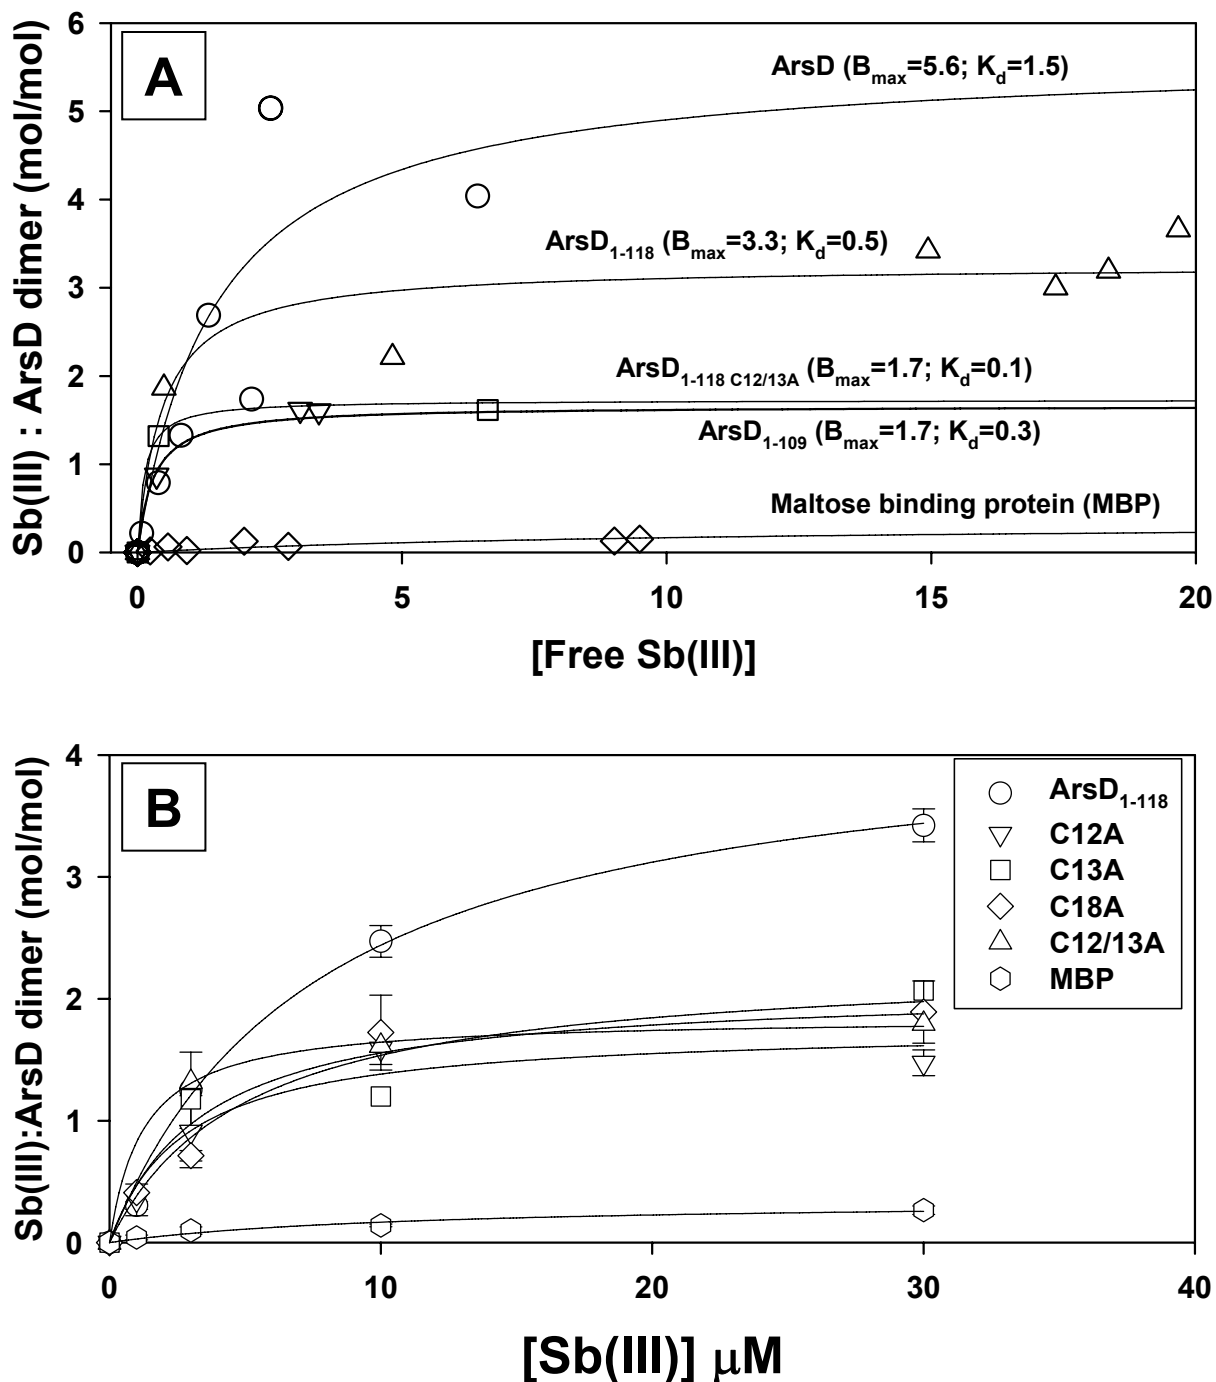 A
Sb(III) : ArsD dimer (mol/mol)
6
5
4
3
2
1
0
ArsD (Bmax=5.6; Kd=1.5)
ArsD1-118 (Bmax=3.3; Kd=0.5)
ArsD1-118 C12/13A (Bmax=1.7; Kd=0.1)
ArsD1-109 (Bmax=1.7; Kd=0.3)
Maltose binding protein (MBP)
0 5 10 15 20
[Free Sb(III)]
B
Sb(III):ArsD dimer (mol/mol)
4
3
2
1
0
ArsD1-118
C12A
C13A
C18A
C12/13A
MBP
0 10 20 30 40
[Sb(III)] μM